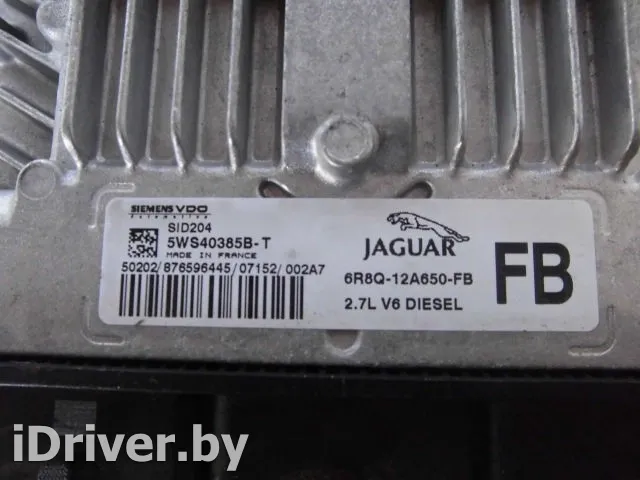 SIEMENS VDO
Automotive
SID204
5WS40385B-T
MADE IN FRANCE
50202/876596445/07152/002A7
JAGUAR
6R8Q-12A650-FB
2.7L V6 DIESEL
FB
iDriver.by